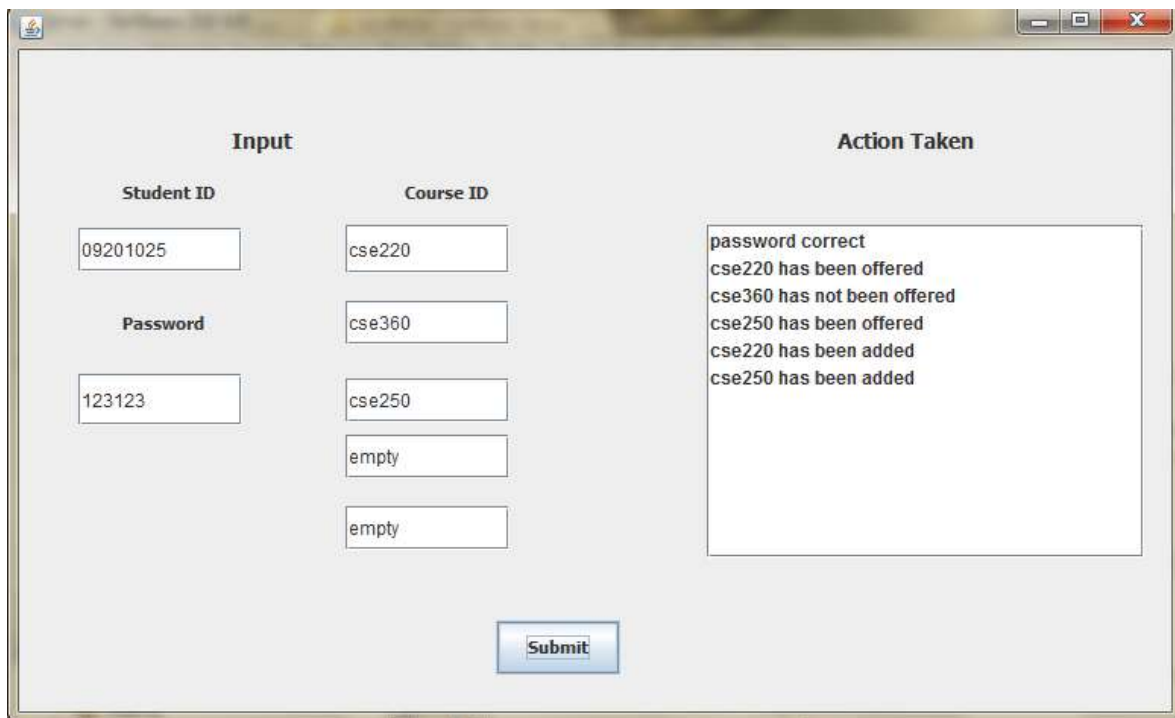 Input
Action Taken
Student ID
Course ID
09201025
cse220
Password
cse360
123123
cse250
empty
empty
password correct
cse220 has been offered
cse360 has not been offered
cse250 has been offered
cse220 has been added
cse250 has been added
Submit